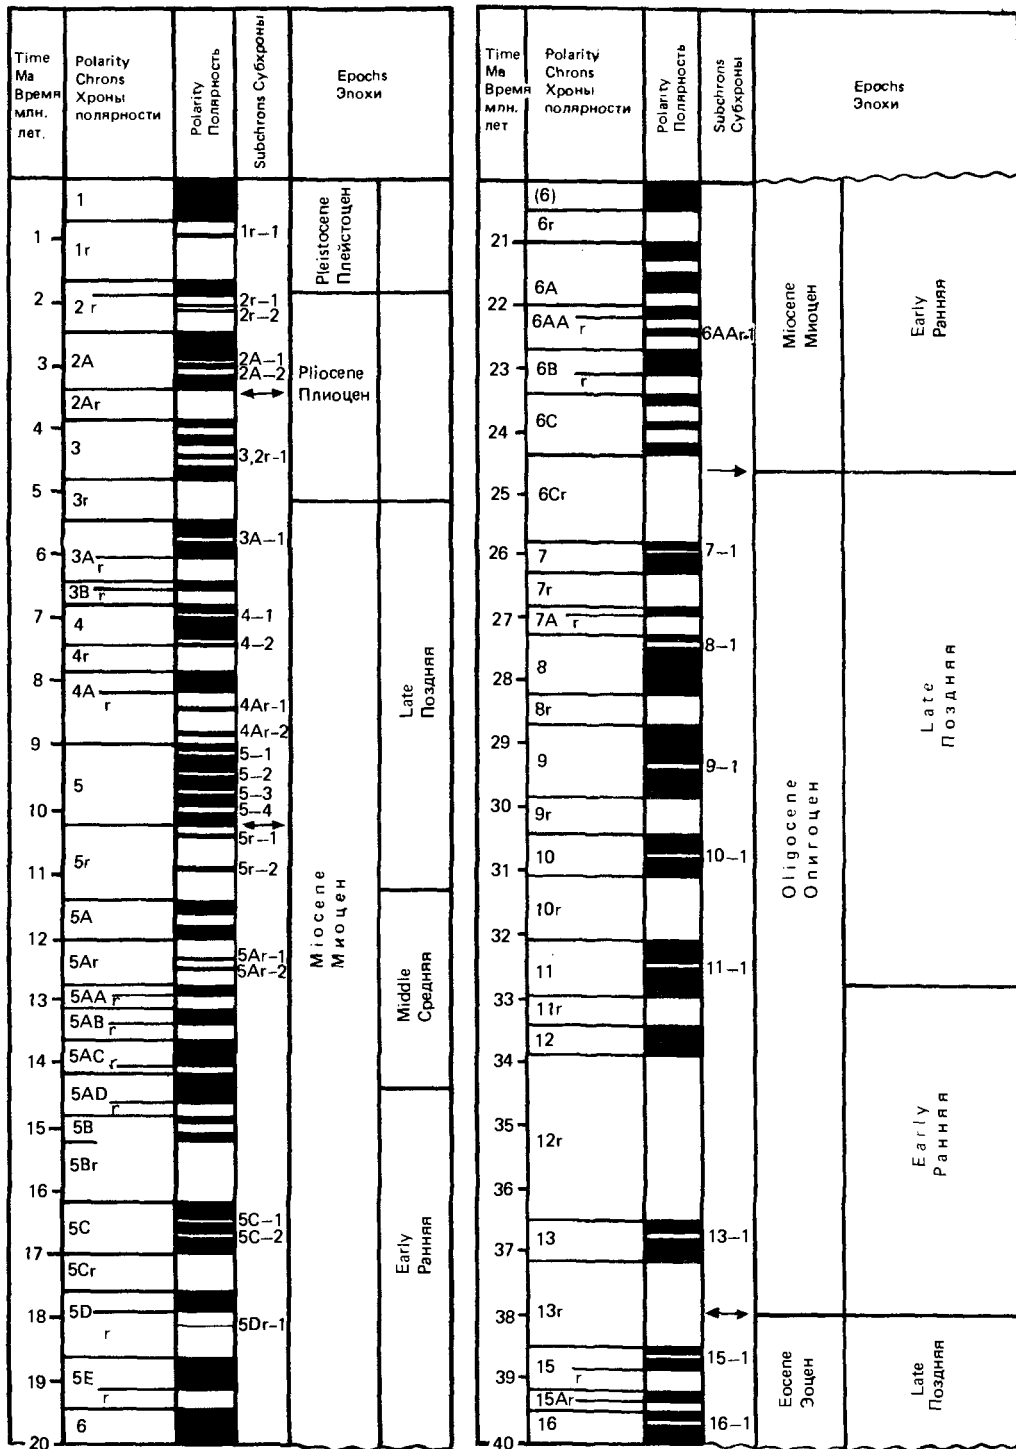 Time
Ma
Время
млн.
лет.
Polarity
Chrons
Хроны
полярности
Polarity
Полярность
Subchrons Субхроны
Epochs
Эпохи
1
1r
2
r
2A
2Ar
3
3r
3A
r
3B
r
4
4r
4A
r
5
5r
5A
5Ar
5AA
r
5AB
r
5AC
r
5AD
r
5B
5Br
5C
5Cr
5D
r
5E
r
6
1
2
3
4
5
6
7
8
9
10
11
12
13
14
15
16
17
18
19
20
1r–1
2r–1
2r–2
2A–1
2A–2
3,2r-1
3A–1
4–1
4–2
4Ar–1
4Ar–2
5–1
5–2
5–3
5–4
5r–1
5r–2
5Ar–1
5Ar–2
5C–1
5C–2
5Dr–1
Pleistocene
Плейстоцен
Pliocene
Плиоцен
Miocene
Миоцен
Late
Поздняя
Middle
Средняя
Early
Ранняя
Time
Ma
Время
млн.
лет
Polarity
Chrons
Хроны
полярности
Polarity
Полярность
Subchrons
Субхроны
Epochs
Эпохи
(6)
6r
6A
6AA
r
6B
r
6C
6Cr
7
7r
7A
r
8
8r
9
9r
10
10r
11
11r
12
12r
13
13r
15
r
15Ar
16
21
22
23
24
25
26
27
28
29
30
31
32
33
34
35
36
37
38
39
40
6AAr-1
7–1
8–1
9–1
10–1
11–1
13–1
15–1
16–1
Miocene
Миоцен
Early
Ранняя
Oligocene
Опигоцен
Late
Поздняя
Early
Ранняя
Eocene
Эоцен
Late
Поздняя